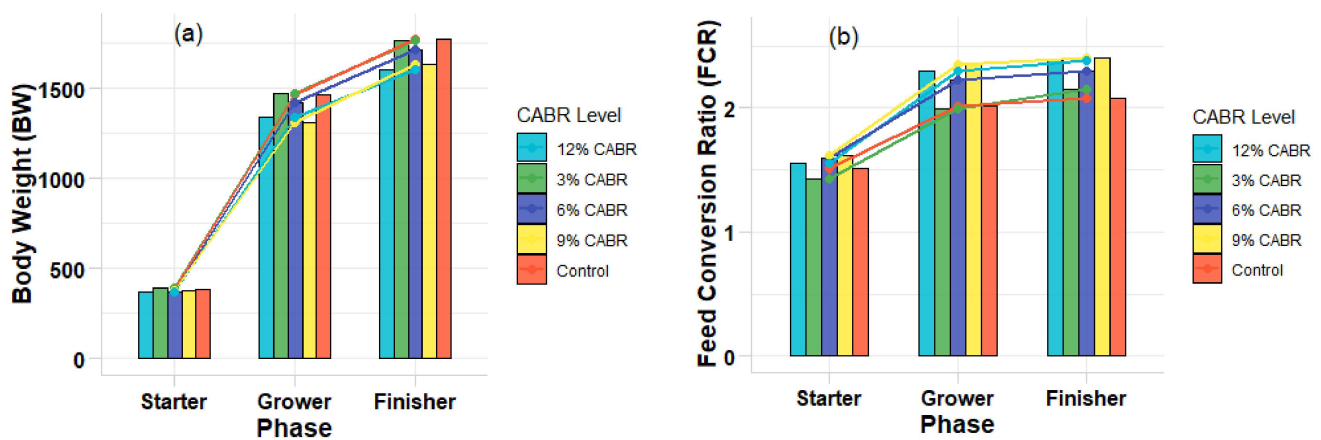 (a)
Body Weight (BW)
1500
1000
500
0
Starter Grower Finisher
Phase
CABR Level
12% CABR
3% CABR
6% CABR
9% CABR
Control
(b)
Feed Conversion Ratio (FCR)
2
1
0
Starter Grower Finisher
Phase
CABR Level
12% CABR
3% CABR
6% CABR
9% CABR
Control